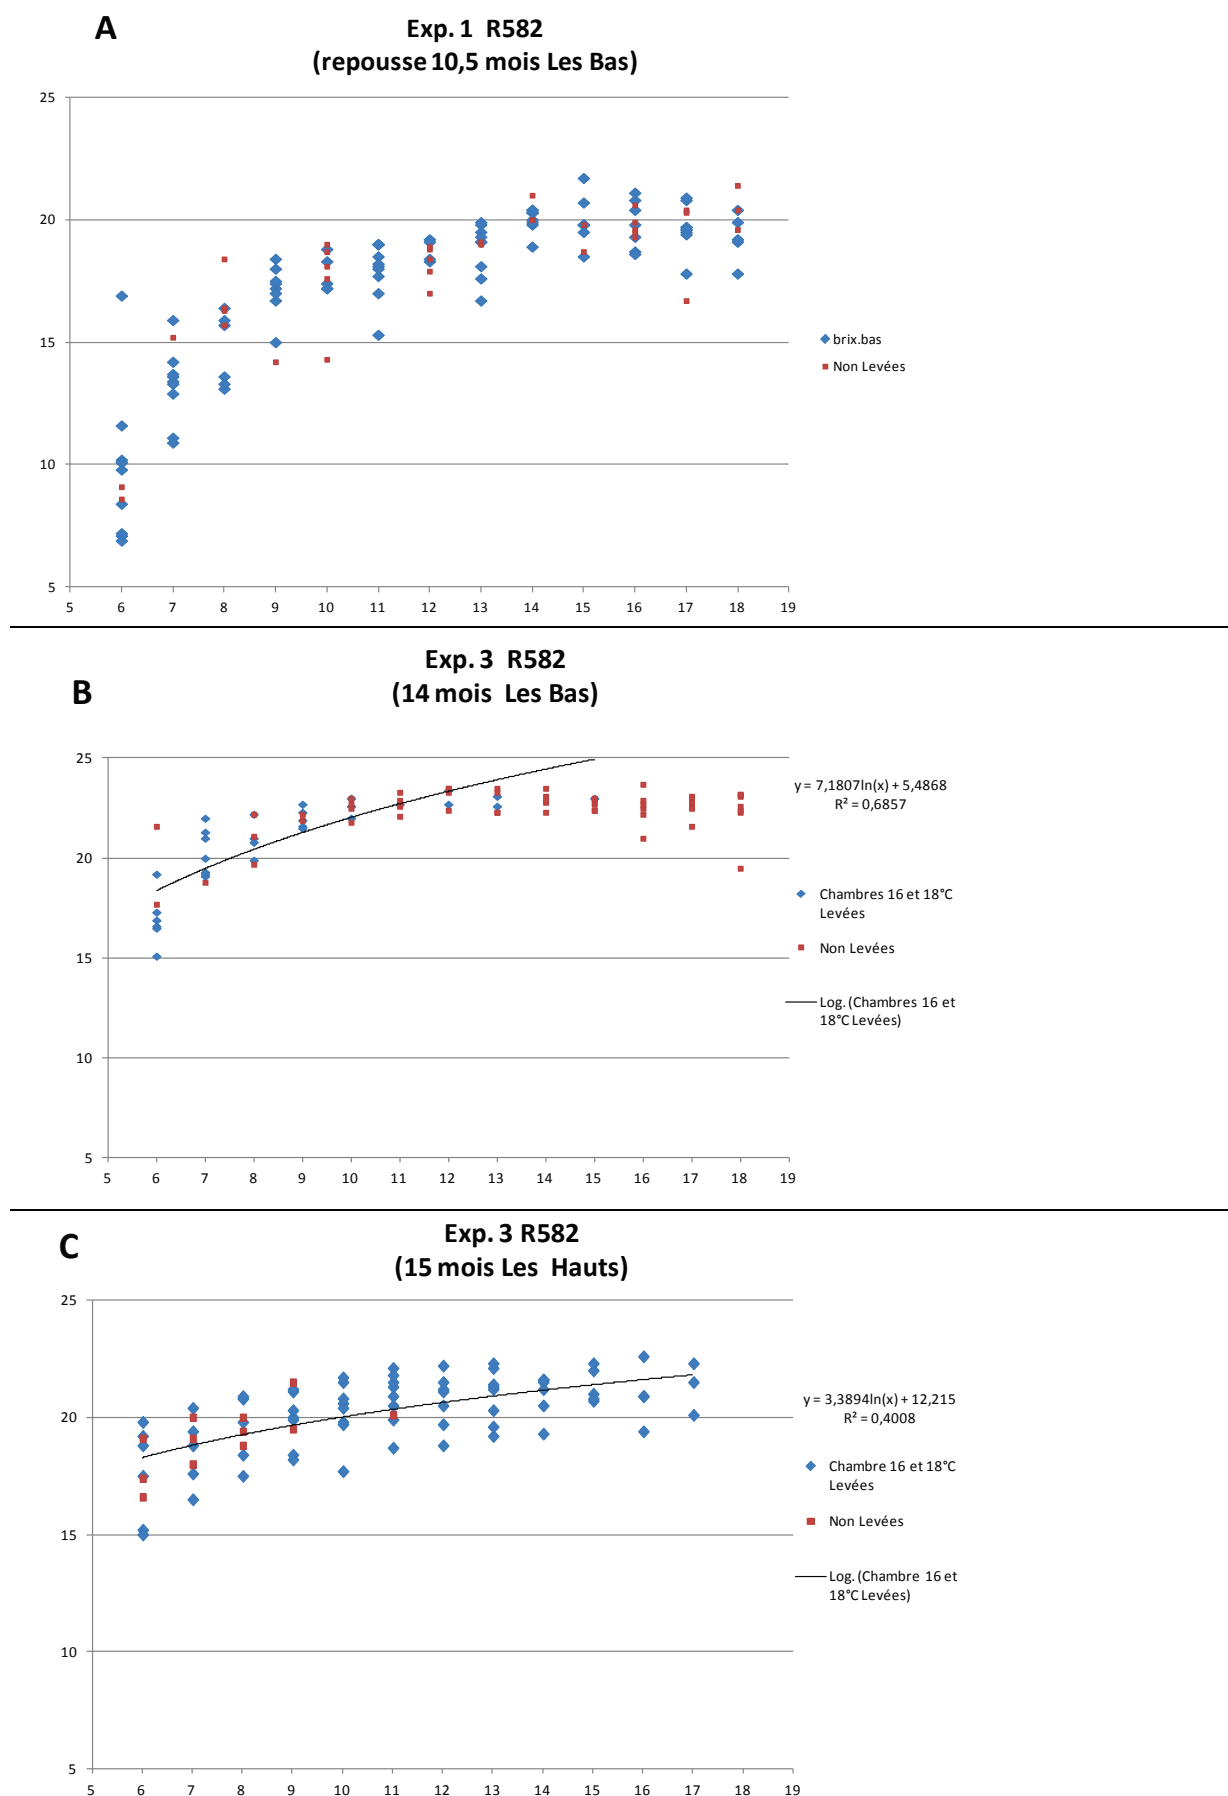 A
Exp. 1 R582
(repousse 10,5 mois Les Bas)
25
20
15
10
5
5 6 7 8 9 10 11 12 13 14 15 16 17 18 19
brix.bas
Non Levées
B
Exp. 3 R582
(14 mois Les Bas)
25
20
15
10
5
5 6 7 8 9 10 11 12 13 14 15 16 17 18 19
y = 7,1807ln(x) + 5,4868
R² = 0,6857
Chambres 16 et 18°C
Levées
Non Levées
Log. (Chambres 16 et
18°C Levées)
C
Exp. 3 R582
(15 mois Les Hauts)
25
20
15
10
5
5 6 7 8 9 10 11 12 13 14 15 16 17 18 19
y = 3,3894ln(x) + 12,215
R² = 0,4008
Chambre 16 et 18°C
Levées
Non Levées
Log. (Chambre 16 et
18°C Levées)